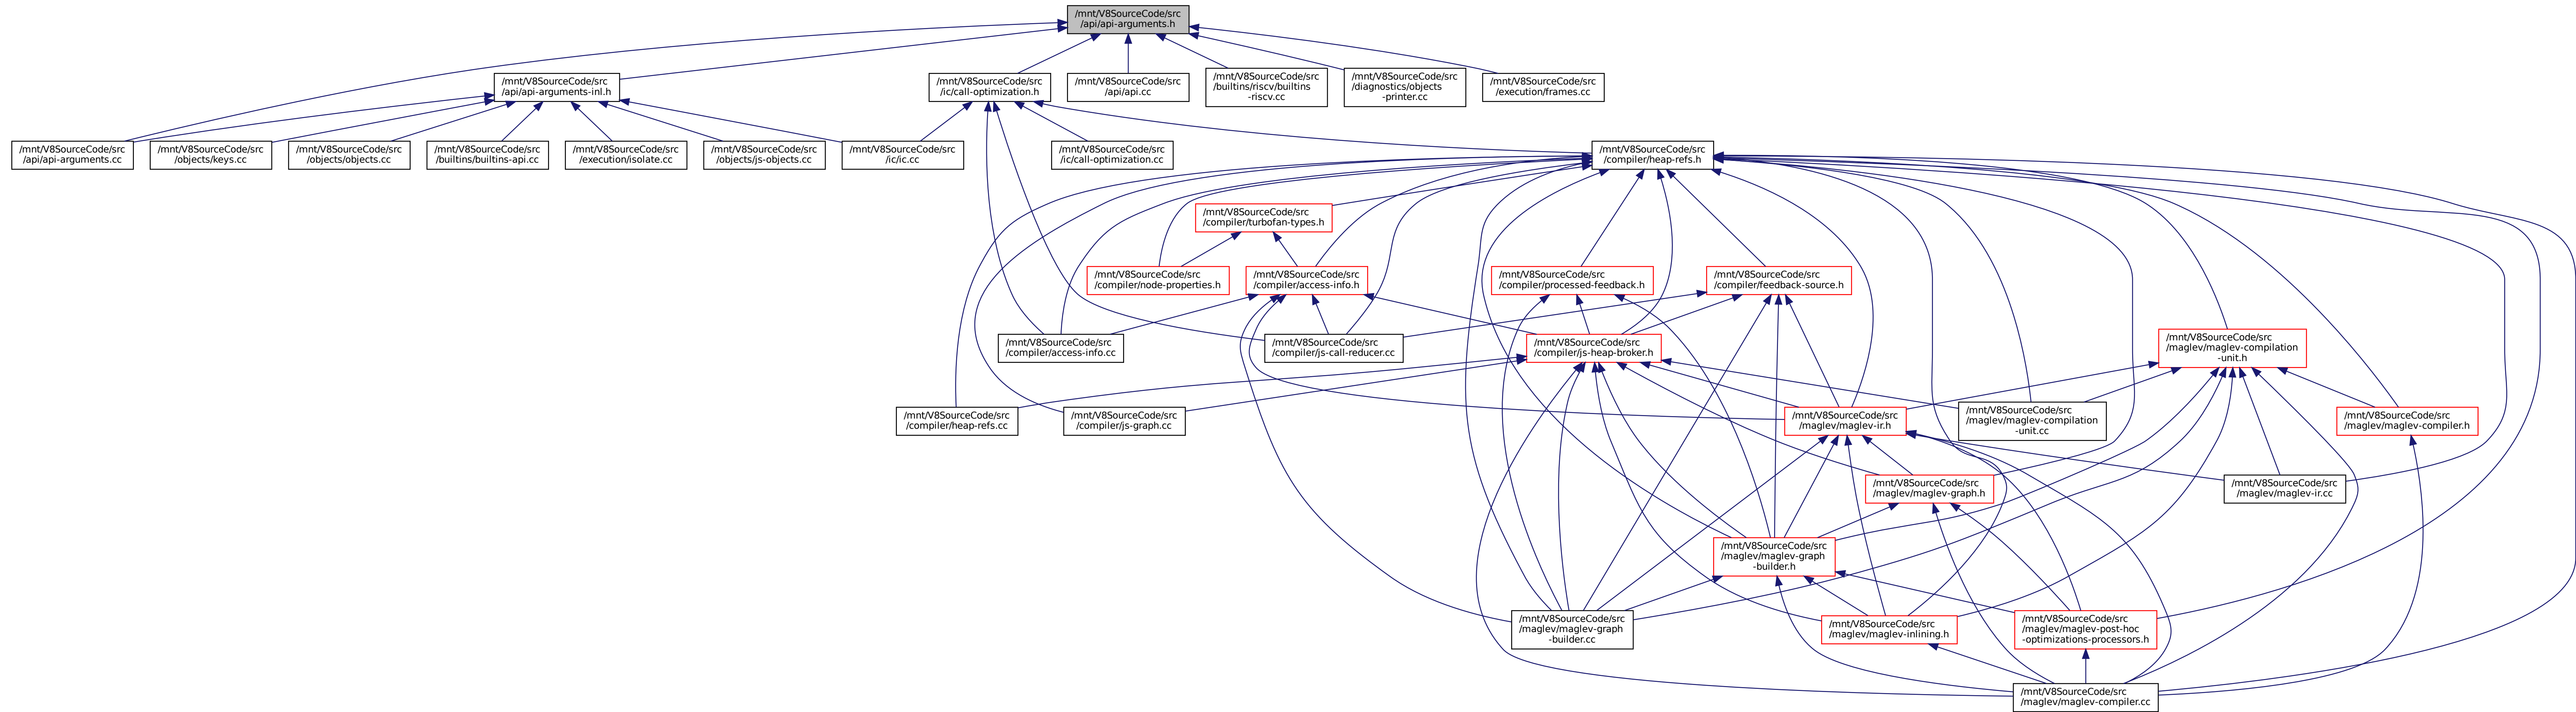 /mnt/V8SourceCode/src
/api/api-arguments.h
/mnt/V8SourceCode/src
/api/api-arguments-inl.h
/mnt/V8SourceCode/src
/ic/call-optimization.h
/mnt/V8SourceCode/src
/api/api.cc
/mnt/V8SourceCode/src
/builtins/riscv/builtins
-riscv.cc
/mnt/V8SourceCode/src
/diagnostics/objects
-printer.cc
/mnt/V8SourceCode/src
/execution/frames.cc
/mnt/V8SourceCode/src
/api/api-arguments.cc
/mnt/V8SourceCode/src
/objects/keys.cc
/mnt/V8SourceCode/src
/objects/objects.cc
/mnt/V8SourceCode/src
/builtins/builtins-api.cc
/mnt/V8SourceCode/src
/execution/isolate.cc
/mnt/V8SourceCode/src
/objects/js-objects.cc
/mnt/V8SourceCode/src
/ic/ic.cc
/mnt/V8SourceCode/src
/ic/call-optimization.cc
/mnt/V8SourceCode/src
/compiler/heap-refs.h
/mnt/V8SourceCode/src
/compiler/turbofan-types.h
/mnt/V8SourceCode/src
/compiler/node-properties.h
/mnt/V8SourceCode/src
/compiler/access-info.h
/mnt/V8SourceCode/src
/compiler/processed-feedback.h
/mnt/V8SourceCode/src
/compiler/feedback-source.h
/mnt/V8SourceCode/src
/compiler/access-info.cc
/mnt/V8SourceCode/src
/compiler/js-call-reducer.cc
/mnt/V8SourceCode/src
/compiler/js-heap-broker.h
/mnt/V8SourceCode/src
/maglev/maglev-compilation
-unit.h
/mnt/V8SourceCode/src
/compiler/heap-refs.cc
/mnt/V8SourceCode/src
/compiler/js-graph.cc
/mnt/V8SourceCode/src
/maglev/maglev-ir.h
/mnt/V8SourceCode/src
/maglev/maglev-compilation
-unit.cc
/mnt/V8SourceCode/src
/maglev/maglev-compiler.h
/mnt/V8SourceCode/src
/maglev/maglev-graph.h
/mnt/V8SourceCode/src
/maglev/maglev-ir.cc
/mnt/V8SourceCode/src
/maglev/maglev-graph
-builder.h
/mnt/V8SourceCode/src
/maglev/maglev-graph
-builder.cc
/mnt/V8SourceCode/src
/maglev/maglev-inlining.h
/mnt/V8SourceCode/src
/maglev/maglev-post-hoc
-optimizations-processors.h
/mnt/V8SourceCode/src
/maglev/maglev-compiler.cc